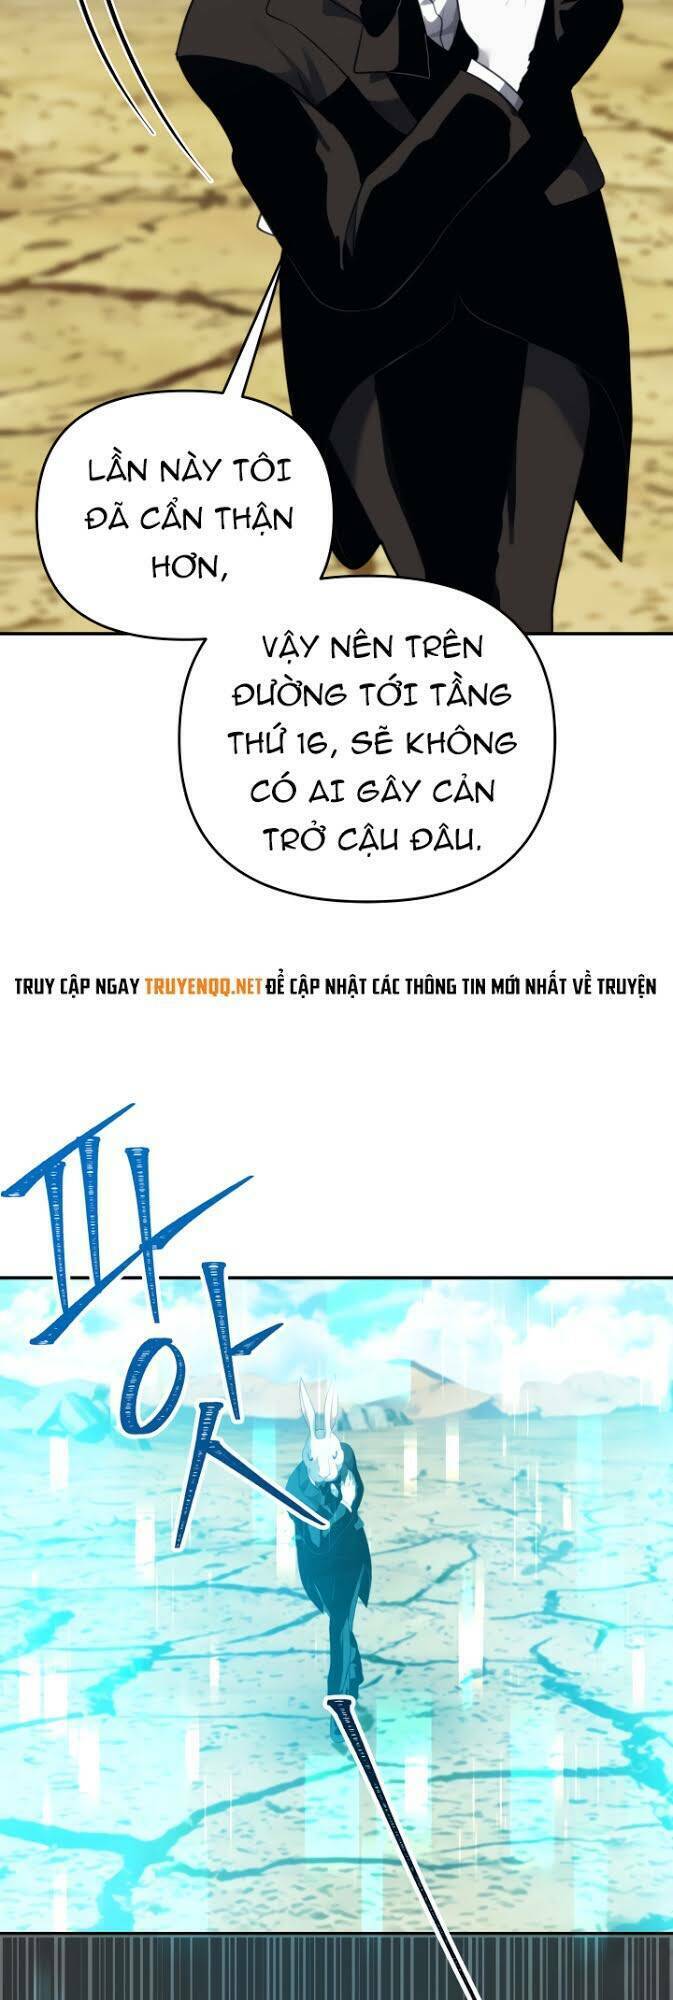 LẦN NÀY TÔI
ĐÃ CẨN THẬN
HƠN,
VẬY NÊN TRÊN
ĐƯỜNG TỚI TẦNG
THỨ 16, SẼ KHÔNG
CÓ AI GÂY CẢN
TRỞ CẬU ĐÂU.
TRUY CẬP NGAY TRUYENQQ.NET ĐỂ CẬP NHẬT CÁC THÔNG TIN MỚI NHẤT VỀ TRUYỆN
파앗